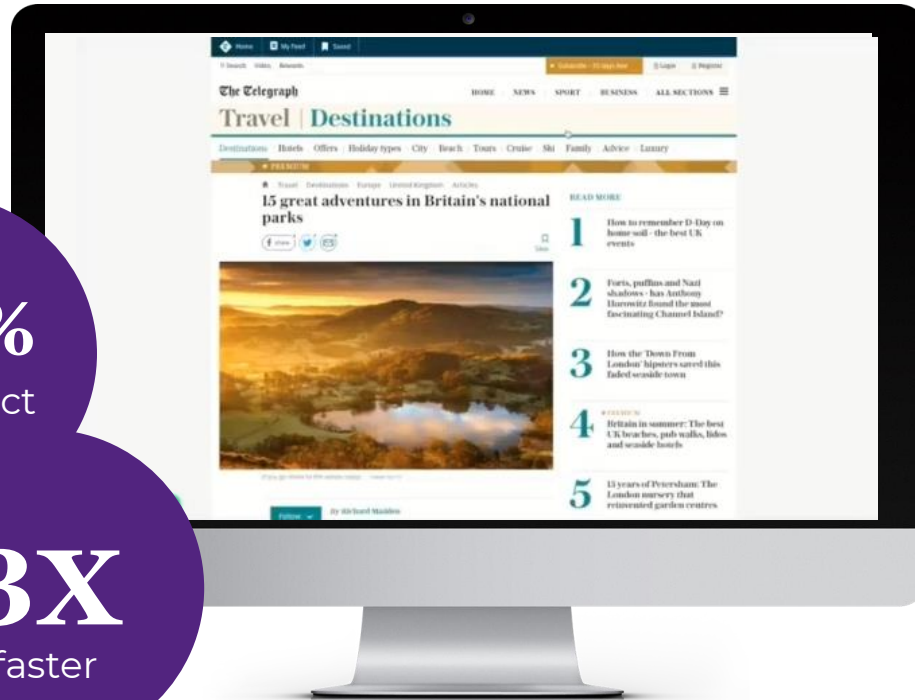 Home My Feed Saved
Search Video Rewards
Login Register
The Telegraph
HOME NEWS SPORT BUSINESS ALL SECTIONS
Travel | Destinations
Destinations Hotels Offers Holiday types City Beach Tours Cruise Ski Family Advice Luxury
PREMIUM
Travel Destinations Europe United Kingdom Articles
15 great adventures in Britain's national
parks
share
Save
READ MORE
1
How to remember D-Day on
home soil - the best UK
events
2
Forts, puffins and Nazi
shadows - has Anthony
Horowitz found the most
fascinating Channel Island?
3
How the 'Down From
London' hipsters saved this
faded seaside town
4
PREMIUM
Britain in summer: The best
UK beaches, pub walks, lidos
and seaside hotels
5
15 years of Petersham: The
London nursery that
reinvented garden centres
Follow
By Richard Madden
%
ct
3X
faster